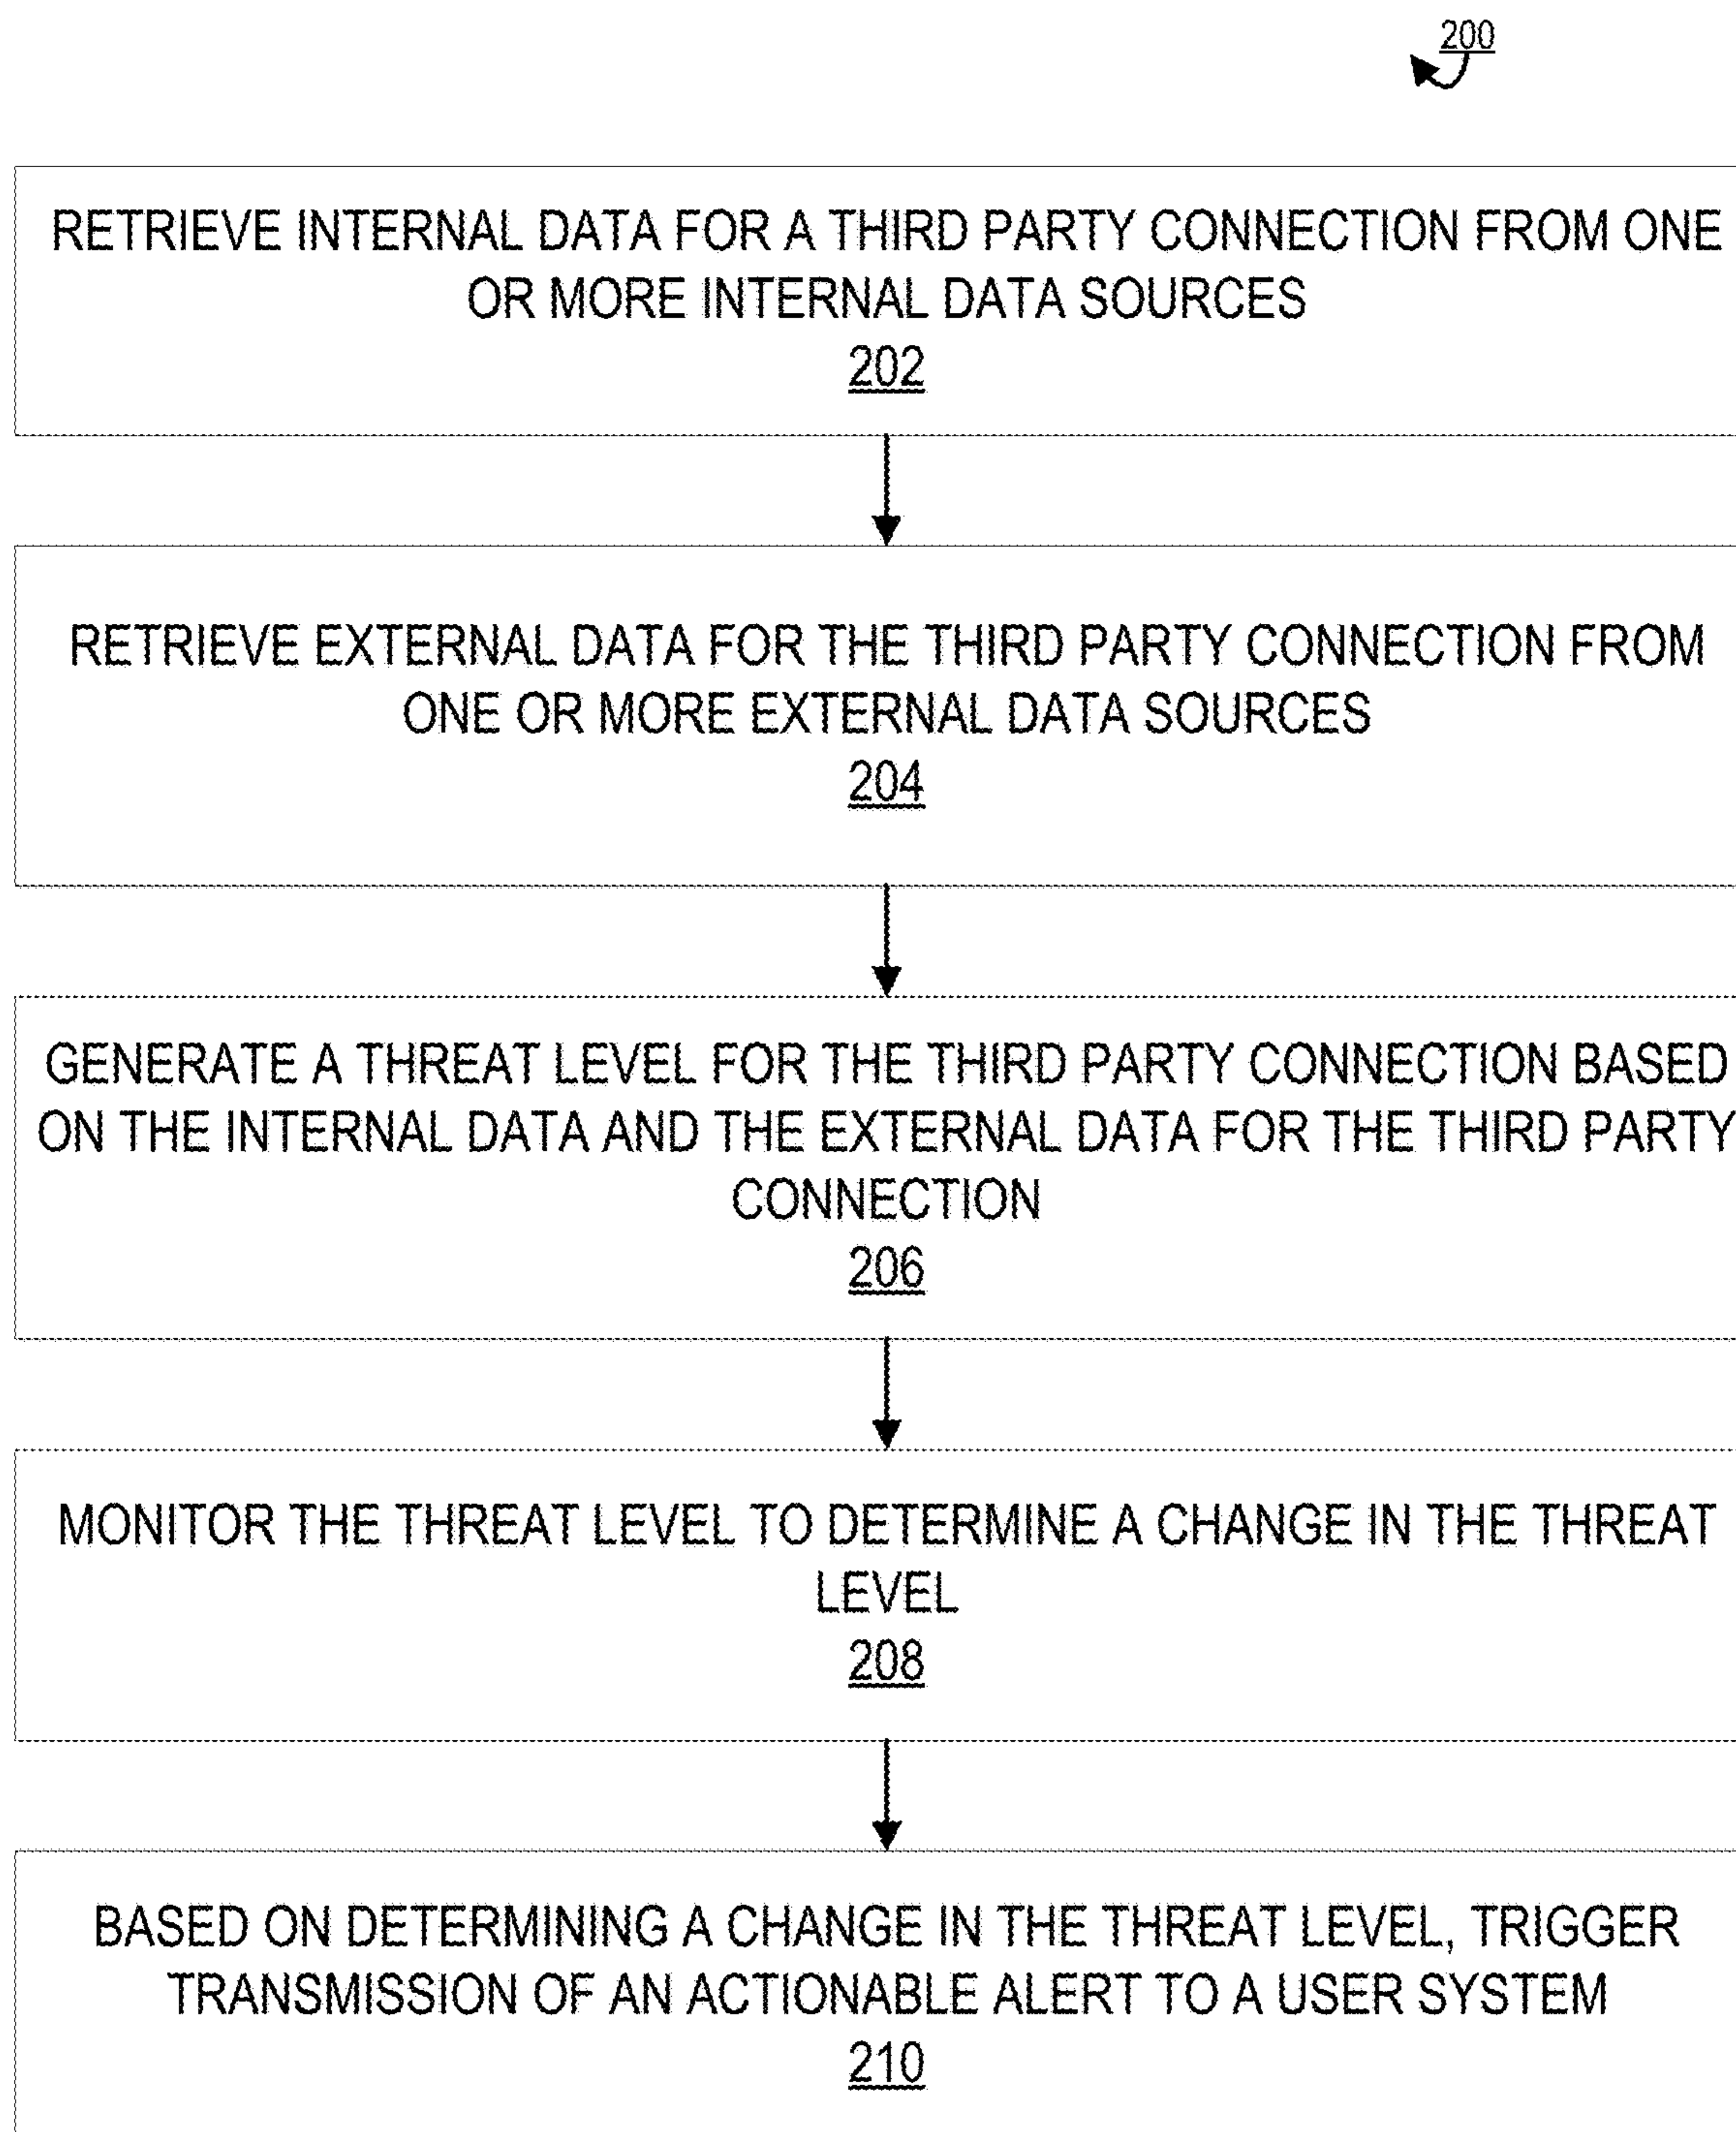 200
RETRIEVE INTERNAL DATA FOR A THIRD PARTY CONNECTION FROM ONE
OR MORE INTERNAL DATA SOURCES
202
RETRIEVE EXTERNAL DATA FOR THE THIRD PARTY CONNECTION FROM
ONE OR MORE EXTERNAL DATA SOURCES
204
GENERATE A THREAT LEVEL FOR THE THIRD PARTY CONNECTION BASED
ON THE INTERNAL DATA AND THE EXTERNAL DATA FOR THE THIRD PARTY
CONNECTION
206
MONITOR THE THREAT LEVEL TO DETERMINE A CHANGE IN THE THREAT
LEVEL
208
BASED ON DETERMINING A CHANGE IN THE THREAT LEVEL, TRIGGER
TRANSMISSION OF AN ACTIONABLE ALERT TO A USER SYSTEM
210